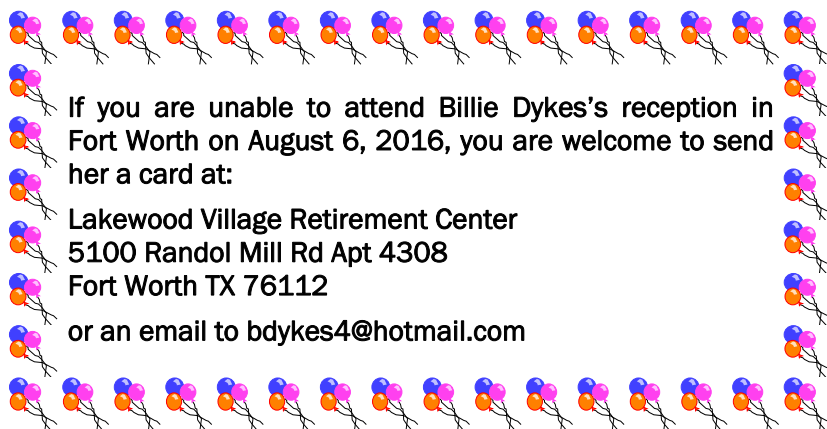 If you are unable to attend Billie Dykes’s reception in
Fort Worth on August 6, 2016, you are welcome to send
her a card at:
Lakewood Village Retirement Center
5100 Randol Mill Rd Apt 4308
Fort Worth TX 76112
or an email to bdykes4@hotmail.com